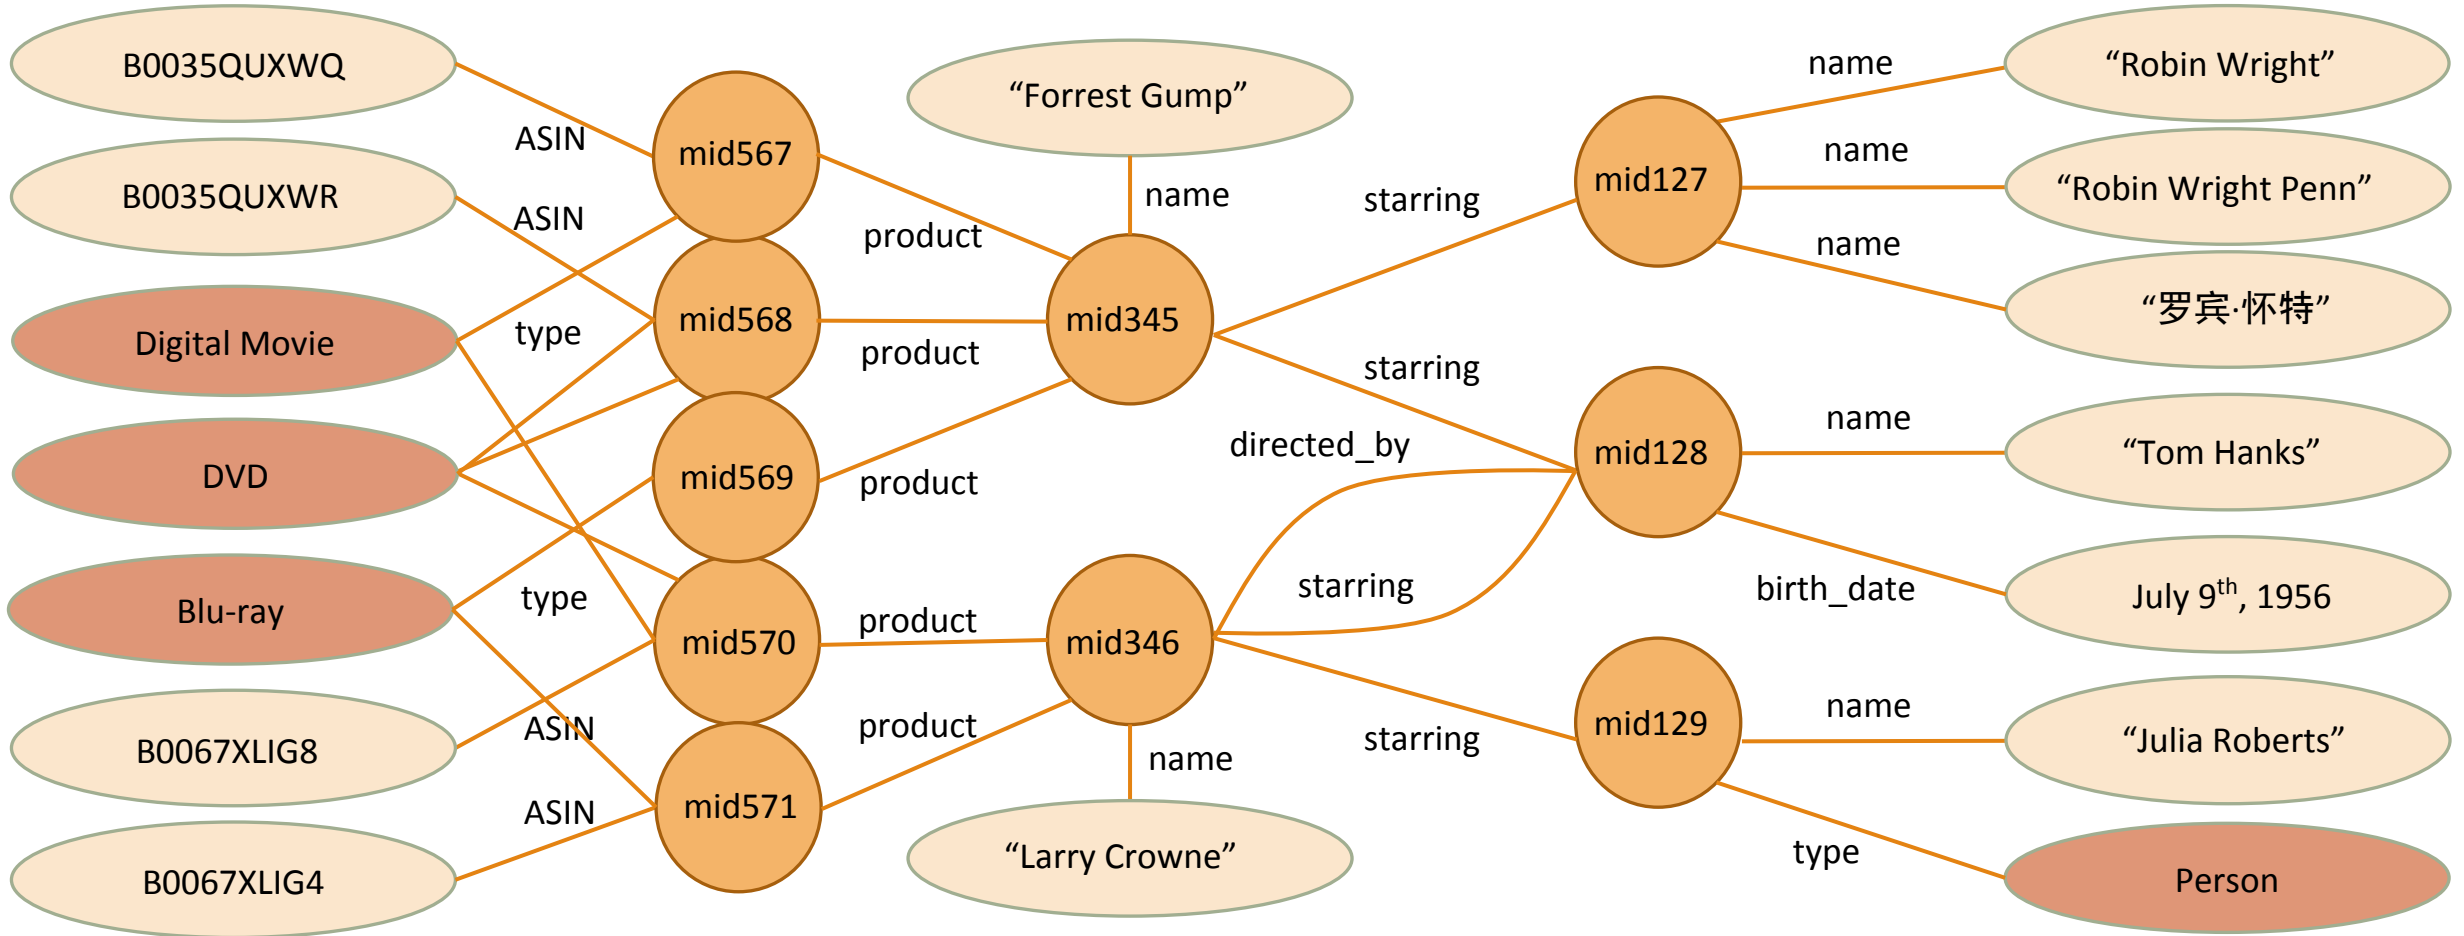 B0035QUXWQ
B0035QUXWR
Digital Movie
DVD
Blu-ray
B0067XLIG8
B0067XLIG4
ASIN
ASIN
type
type
ASIN
ASIN
mid567
mid568
mid569
mid570
mid571
product
product
product
product
product
“Forrest Gump”
name
mid345
mid346
name
“Larry Crowne”
starring
starring
directed_by
starring
starring
mid127
mid128
mid129
name
name
name
name
birth_date
name
type
“Robin Wright”
“Robin Wright Penn”
“罗宾·怀特”
“Tom Hanks”
July 9th, 1956
“Julia Roberts”
Person